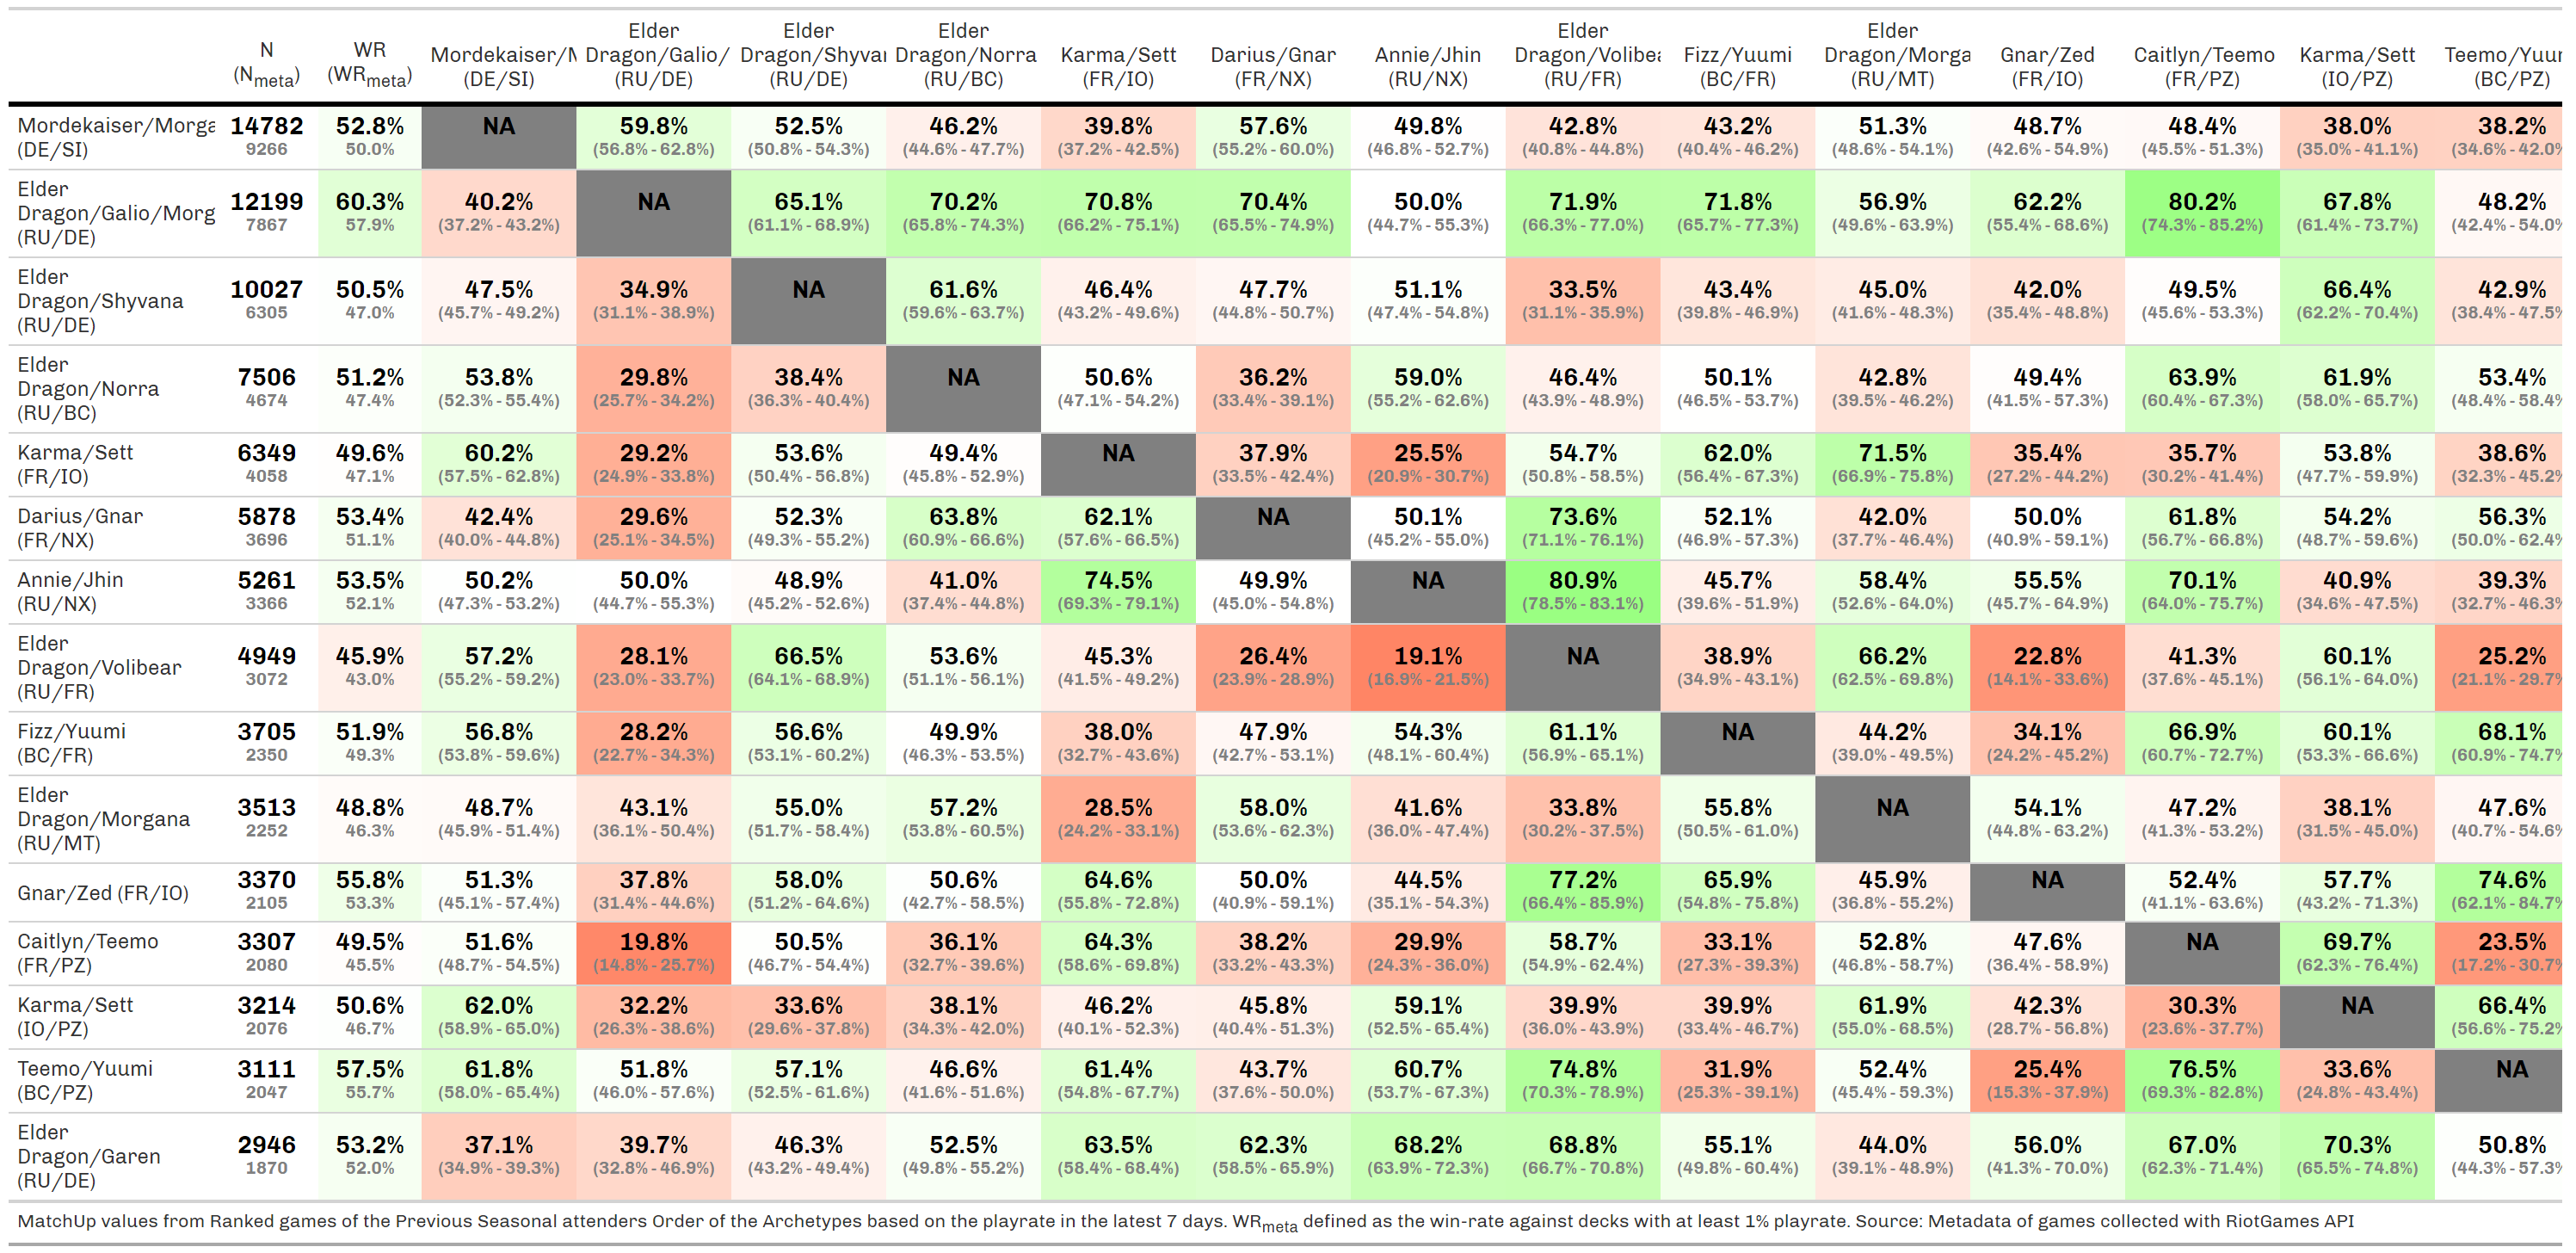 N (Nmeta) WR (WRmeta) Mordekaiser/M (DE/SI) Elder Dragon/Galio/ (RU/DE) Elder Dragon/Shyvar (RU/DE) Elder Dragon/Norra (RU/BC) Karma/Sett (FR/IO) Darius/Gnar (FR/NX) Annie/Jhin (RU/NX) Elder Dragon/Volibea (RU/FR) Fizz/Yuumi (BC/FR) Elder Dragon/Morga (RU/MT) Gnar/Zed (FR/IO) Caitlyn/Teemo (FR/PZ) Karma/Sett (IO/PZ) Teemo/Yuur (BC/PZ)
Mordekaiser/Morga 14782 52.8% NA 59.8% 52.5% 46.2% 39.8% 57.6% 49.8% 42.8% 43.2% 51.3% 48.7% 48.4% 38.0% 38.2%
(DE/SI) 9266 50.0% (56.8% - 62.8%) (50.8% - 54.3%) (44.6% - 47.7%) (37.2% - 42.5%) (55.2% - 60.0%) (46.8% - 52.7%) (40.8% - 44.8%) (40.4% - 46.2%) (48.6% - 54.1%) (42.6% - 54.9%) (45.5% - 51.3%) (35.0% - 41.1%) (34.6% - 42.0%
Elder
Dragon/Galio/Morg 12199 60.3% 40.2% NA 65.1% 70.2% 70.8% 70.4% 50.0% 71.9% 71.8% 56.9% 62.2% 80.2% 67.8% 48.2%
(RU/DE) 7867 57.9% (37.2% - 43.2%) (61.1% - 68.9%) (65.8% - 74.3%) (66.2% - 75.1%) (65.5% - 74.9%) (44.7% - 55.3%) (66.3% - 77.0%) (65.7% - 77.3%) (49.6% - 63.9%) (55.4% - 68.6%) (74.3% - 85.2%) (61.4% - 73.7%) (42.4% - 54.0%
Elder
Dragon/Shyvana 10027 50.5% 47.5% 34.9% NA 61.6% 46.4% 47.7% 51.1% 33.5% 43.4% 45.0% 42.0% 49.5% 66.4% 42.9%
(RU/DE) 6305 47.0% (45.7% - 49.2%) (31.1% - 38.9%) (59.6% - 63.7%) (43.2% - 49.6%) (44.8% - 50.7%) (47.4% - 54.8%) (31.1% - 35.9%) (39.8% - 46.9%) (41.6% - 48.3%) (35.4% - 48.8%) (45.6% - 53.3%) (62.2% - 70.4%) (38.4% - 47.5%
Elder
Dragon/Norra 7506 51.2% 53.8% 29.8% 38.4% NA 50.6% 36.2% 59.0% 46.4% 50.1% 42.8% 49.4% 63.9% 61.9% 53.4%
(RU/BC) 4674 47.4% (52.3% - 55.4%) (25.7% - 34.2%) (36.3% - 40.4%) (47.1% - 54.2%) (33.4% - 39.1%) (55.2% - 62.6%) (43.9% - 48.9%) (46.5% - 53.7%) (39.5% - 46.2%) (41.5% - 57.3%) (60.4% - 67.3%) (58.0% - 65.7%) (48.4% - 58.4%
Karma/Sett 6349 49.6% 60.2% 29.2% 53.6% 49.4% NA 37.9% 25.5% 54.7% 62.0% 71.5% 35.4% 35.7% 53.8% 38.6%
(FR/IO) 4058 47.1% (57.5% - 62.8%) (24.9% - 33.8%) (50.4% - 56.8%) (45.8% - 52.9%) (33.5% - 42.4%) (20.9% - 30.7%) (50.8% - 58.5%) (56.4% - 67.3%) (66.9% - 75.8%) (27.2% - 44.2%) (30.2% - 41.4%) (47.7% - 59.9%) (32.3% - 45.2%
Darius/Gnar 5878 53.4% 42.4% 29.6% 52.3% 63.8% 62.1% NA 50.1% 73.6% 52.1% 42.0% 50.0% 61.8% 54.2% 56.3%
(FR/NX) 3696 51.1% (40.0% - 44.8%) (25.1% - 34.5%) (49.3% - 55.2%) (60.9% - 66.6%) (57.6% - 66.5%) (45.2% - 55.0%) (71.1% - 76.1%) (46.9% - 57.3%) (37.7% - 46.4%) (40.9% - 59.1%) (56.7% - 66.8%) (48.7% - 59.6%) (50.0% - 62.4%
Annie/Jhin 5261 53.5% 50.2% 50.0% 48.9% 41.0% 74.5% 49.9% NA 80.9% 45.7% 58.4% 55.5% 70.1% 40.9% 39.3%
(RU/NX) 3366 52.1% (47.3% - 53.2%) (44.7% - 55.3%) (45.2% - 52.6%) (37.4% - 44.8%) (69.3% - 79.1%) (45.0% - 54.8%) (78.5% - 83.1%) (39.6% - 51.9%) (52.6% - 64.0%) (45.7% - 64.9%) (64.0% - 75.7%) (34.6% - 47.5%) (32.7% - 46.3%
Elder
Dragon/Volibear 4949 45.9% 57.2% 28.1% 66.5% 53.6% 45.3% 26.4% 19.1% NA 38.9% 66.2% 22.8% 41.3% 60.1% 25.2%
(RU/FR) 3072 43.0% (55.2% - 59.2%) (23.0% - 33.7%) (64.1% - 68.9%) (51.1% - 56.1%) (41.5% - 49.2%) (23.9% - 28.9%) (16.9% - 21.5%) (34.9% - 43.1%) (62.5% - 69.8%) (14.1% - 33.6%) (37.6% - 45.1%) (56.1% - 64.0%) (21.1% - 29.7%
Fizz/Yuumi 3705 51.9% 56.8% 28.2% 56.6% 49.9% 38.0% 47.9% 54.3% 61.1% NA 44.2% 34.1% 66.9% 60.1% 68.1%
(BC/FR) 2350 49.3% (53.8% - 59.6%) (22.7% - 34.3%) (53.1% - 60.2%) (46.3% - 53.5%) (32.7% - 43.6%) (42.7% - 53.1%) (48.1% - 60.4%) (56.9% - 65.1%) (39.0% - 49.5%) (24.2% - 45.2%) (60.7% - 72.7%) (53.3% - 66.6%) (60.9% - 74.7%
Elder
Dragon/Morgana 3513 48.8% 48.7% 43.1% 55.0% 57.2% 28.5% 58.0% 41.6% 33.8% 55.8% NA 54.1% 47.2% 38.1% 47.6%
(RU/MT) 2252 46.3% (45.9% - 51.4%) (36.1% - 50.4%) (51.7% - 58.4%) (53.8% - 60.5%) (24.2% - 33.1%) (53.6% - 62.3%) (36.0% - 47.4%) (30.2% - 37.5%) (50.5% - 61.0%) (44.8% - 63.2%) (41.3% - 53.2%) (31.5% - 45.0%) (40.7% - 54.6%
Gnar/Zed (FR/IO) 3370 55.8% 51.3% 37.8% 58.0% 50.6% 64.6% 50.0% 44.5% 77.2% 65.9% 45.9% NA 52.4% 57.7% 74.6%
2105 53.3% (45.1% - 57.4%) (31.4% - 44.6%) (51.2% - 64.6%) (42.7% - 58.5%) (55.8% - 72.8%) (40.9% - 59.1%) (35.1% - 54.3%) (66.4% - 85.9%) (54.8% - 75.8%) (36.8% - 55.2%) (41.1% - 63.6%) (43.2% - 71.3%) (62.1% - 84.7%
Caitlyn/Teemo 3307 49.5% 51.6% 19.8% 50.5% 36.1% 64.3% 38.2% 29.9% 58.7% 33.1% 52.8% 47.6% NA 69.7% 23.5%
(FR/PZ) 2080 45.5% (48.7% - 54.5%) (14.8% - 25.7%) (46.7% - 54.4%) (32.7% - 39.6%) (58.6% - 69.8%) (33.2% - 43.3%) (24.3% - 36.0%) (54.9% - 62.4%) (27.3% - 39.3%) (46.8% - 58.7%) (36.4% - 58.9%) (62.3% - 76.4%) (17.2% - 30.7%
Karma/Sett 3214 50.6% 62.0% 32.2% 33.6% 38.1% 46.2% 45.8% 59.1% 39.9% 39.9% 61.9% 42.3% 30.3% NA 66.4%
(IO/PZ) 2076 46.7% (58.9% - 65.0%) (26.3% - 38.6%) (29.6% - 37.8%) (34.3% - 42.0%) (40.1% - 52.3%) (40.4% - 51.3%) (52.5% - 65.4%) (36.0% - 43.9%) (33.4% - 46.7%) (55.0% - 68.5%) (28.7% - 56.8%) (23.6% - 37.7%) (56.6% - 75.2%
Teemo/Yuumi 3111 57.5% 61.8% 51.8% 57.1% 46.6% 61.4% 43.7% 60.7% 74.8% 31.9% 52.4% 25.4% 76.5% 33.6% NA
(BC/PZ) 2047 55.7% (58.0% - 65.4%) (46.0% - 57.6%) (52.5% - 61.6%) (41.6% - 51.6%) (54.8% - 67.7%) (37.6% - 50.0%) (53.7% - 67.3%) (70.3% - 78.9%) (25.3% - 39.1%) (45.4% - 59.3%) (15.3% - 37.9%) (69.3% - 82.8%) (24.8% - 43.4%)
Elder
Dragon/Garen 2946 53.2% 37.1% 39.7% 46.3% 52.5% 63.5% 62.3% 68.2% 68.8% 55.1% 44.0% 56.0% 67.0% 70.3% 50.8%
(RU/DE) 1870 52.0% (34.9% - 39.3%) (32.8% - 46.9%) (43.2% - 49.4%) (49.8% - 55.2%) (58.4% - 68.4%) (58.5% - 65.9%) (63.9% - 72.3%) (66.7% - 70.8%) (49.8% - 60.4%) (39.1% - 48.9%) (41.3% - 70.0%) (62.3% - 71.4%) (65.5% - 74.8%) (44.3% - 57.3%
MatchUp values from Ranked games of the Previous Seasonal attenders Order of the Archetypes based on the playrate in the latest 7 days. WRmeta defined as the win-rate against decks with at least 1% playrate. Source: Metadata of games collected with RiotGames API